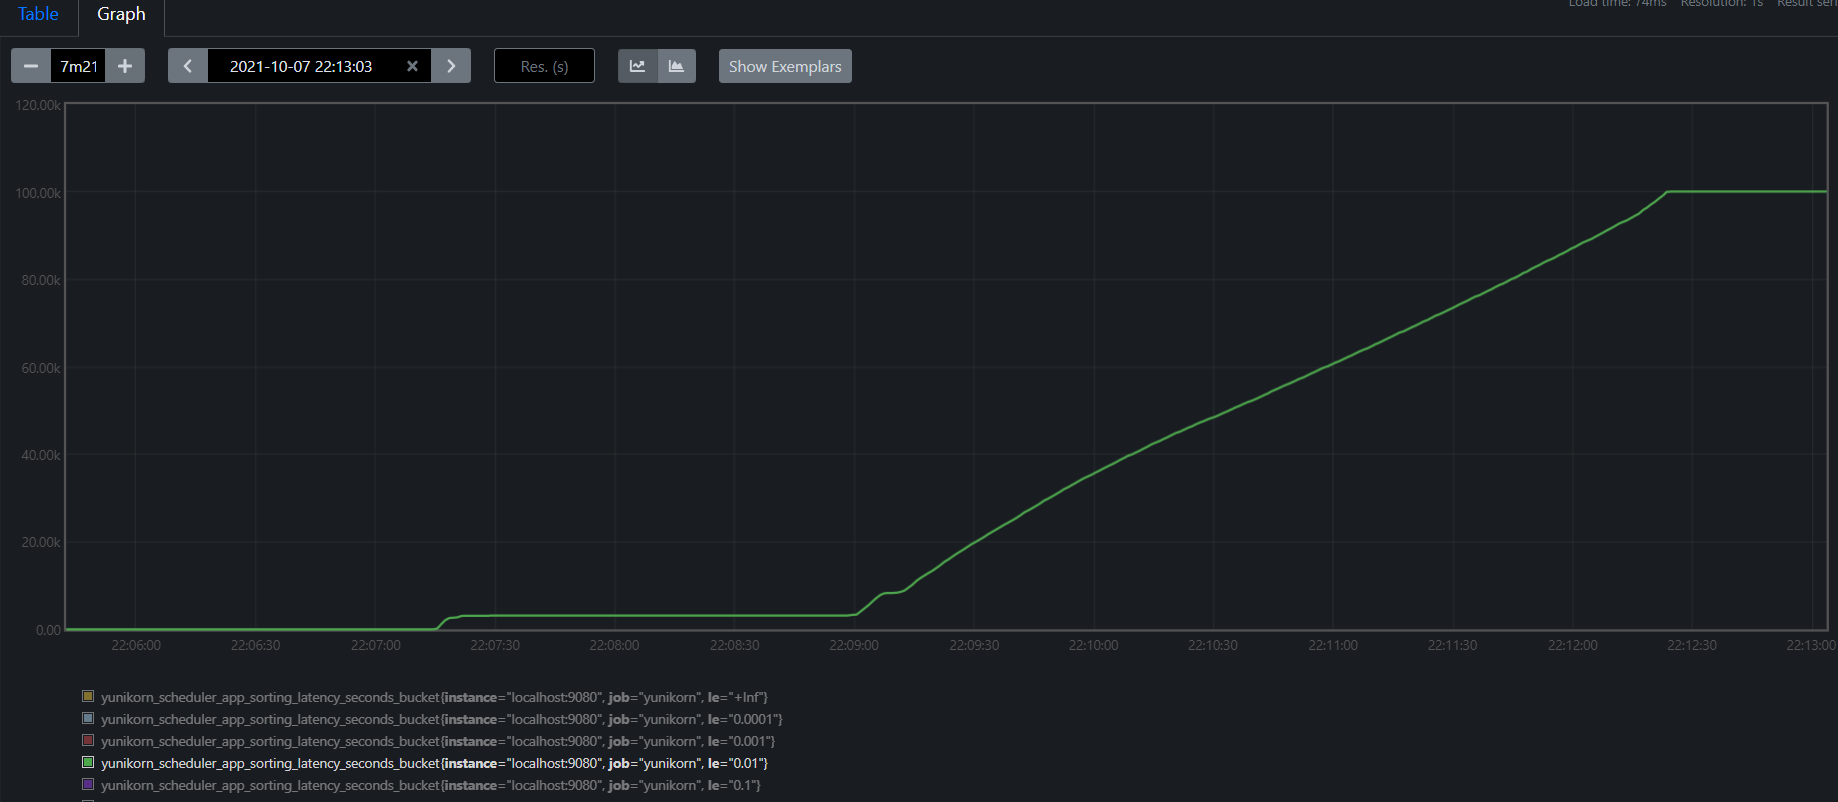 Table Graph Load time: 74ms Resolution: 1s Result
7m21 2021-10-07 22:13:03 Res. (s) Show Exemplars
120.00k
100.00k
80.00k
60.00k
40.00k
20.00k
0.00
22:06:00 22:06:30 22:07:00 22:07:30 22:08:00 22:08:30 22:09:00 22:09:30 22:10:00 22:10:30 22:11:00 22:11:30 22:12:00 22:12:30 22:13:00
yunikorn_scheduler_app_sorting_latency_seconds_bucket{instance="localhost:9080", job="yunikorn", le="+Inf"}
yunikorn_scheduler_app_sorting_latency_seconds_bucket{instance="localhost:9080", job="yunikorn", le="0.0001"}
yunikorn_scheduler_app_sorting_latency_seconds_bucket{instance="localhost:9080", job="yunikorn", le="0.001"}
yunikorn_scheduler_app_sorting_latency_seconds_bucket{instance="localhost:9080", job="yunikorn", le="0.01"}
yunikorn_scheduler_app_sorting_latency_seconds_bucket{instance="localhost:9080", job="yunikorn", le="0.1"}